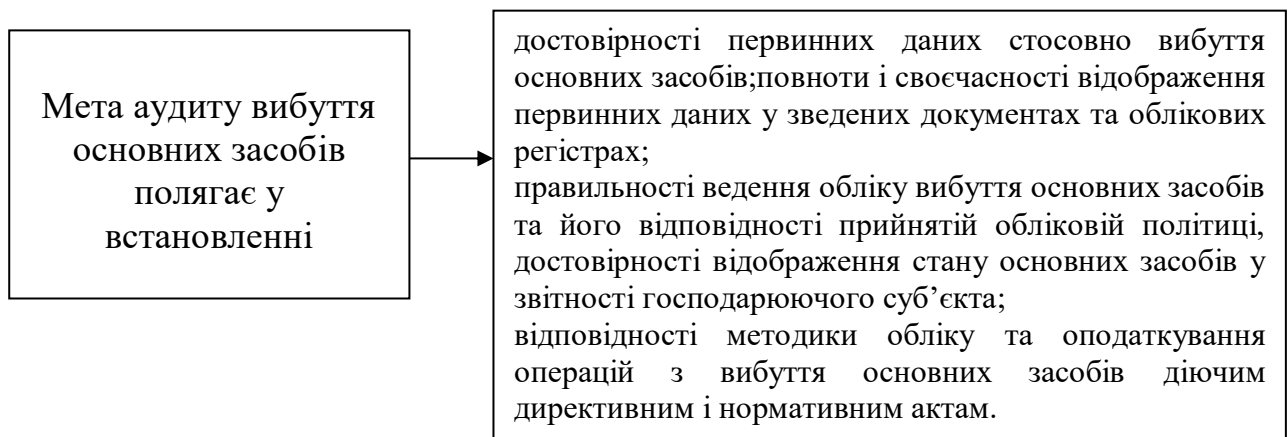 Мета аудиту вибуття
основних засобів
полягає у
встановленні
достовірності первинних даних стосовно вибуття
основних засобів;повноти і своєчасності відображення
первинних даних у зведених документах та облікових
регістрах;
правильності ведення обліку вибуття основних засобів
та його відповідності прийнятій обліковій політиці,
достовірності відображення стану основних засобів у
звітності господарюючого суб’єкта;
відповідності методики обліку та оподаткування
операцій з вибуття основних засобів діючим
директивним і нормативним актам.